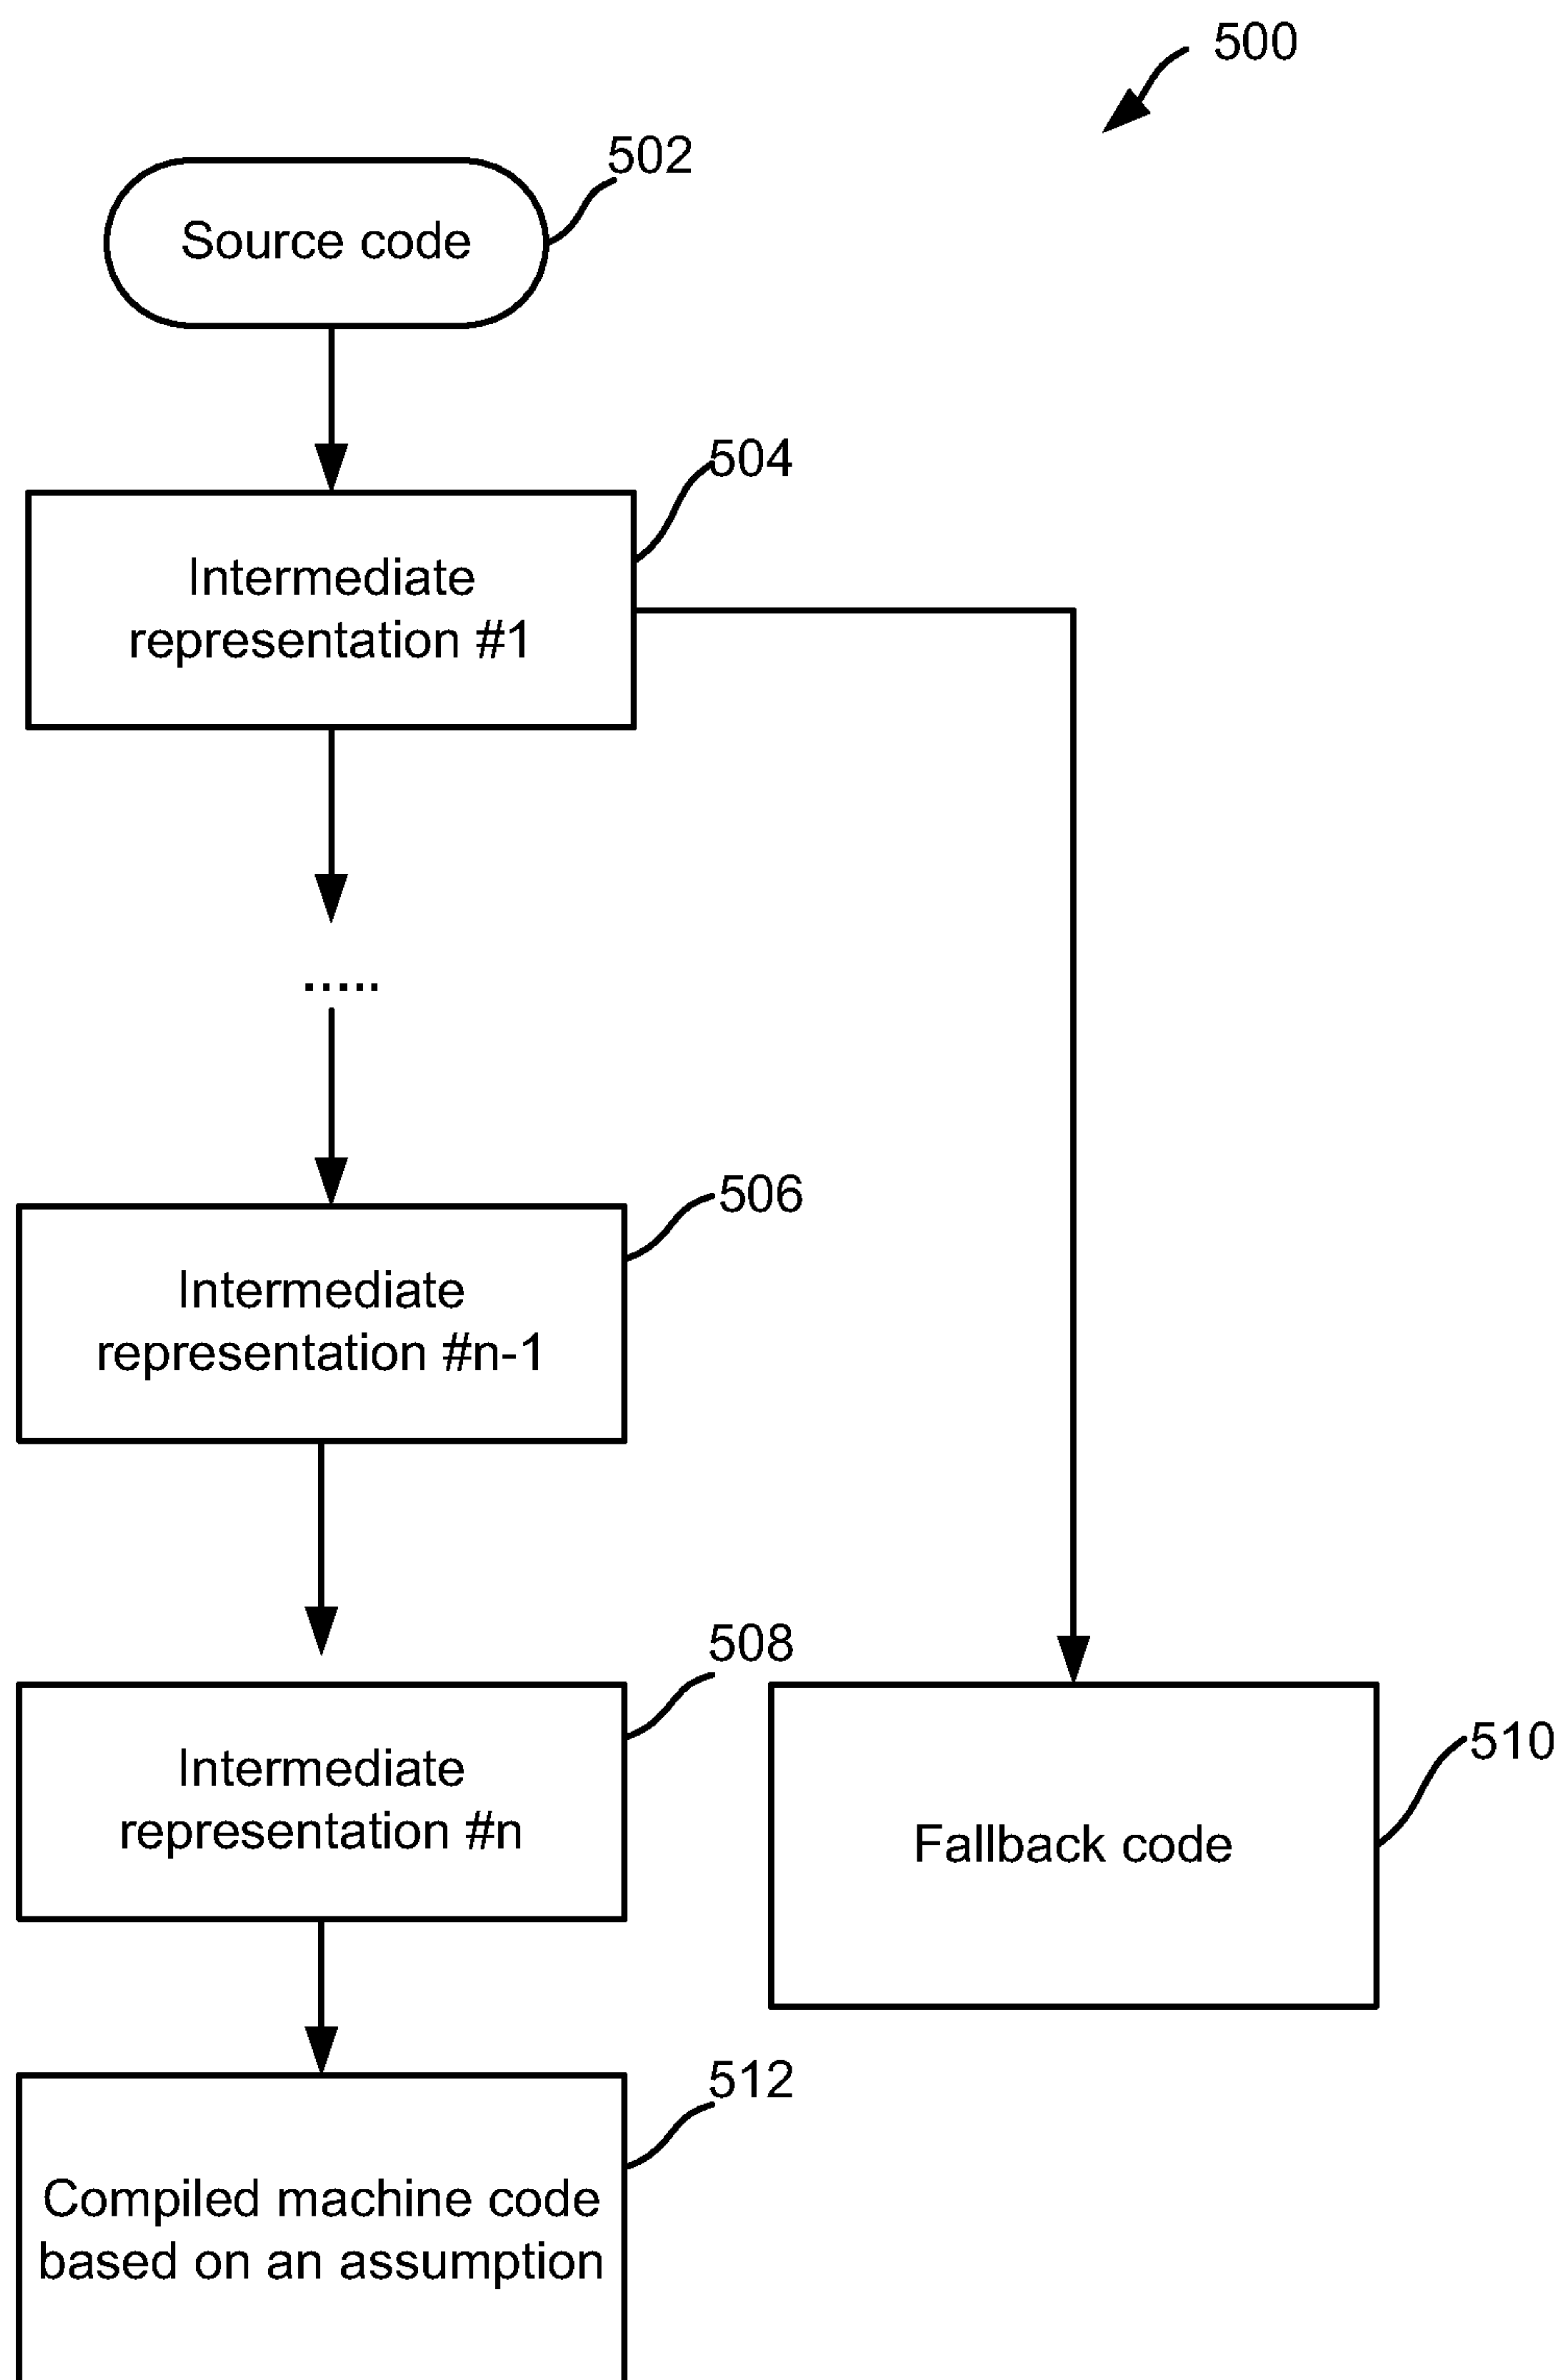 500
502
Source code
504
Intermediate
representation #1
.....
506
Intermediate
representation #n-1
508
Intermediate
representation #n
510
Fallback code
512
Compiled machine code
based on an assumption